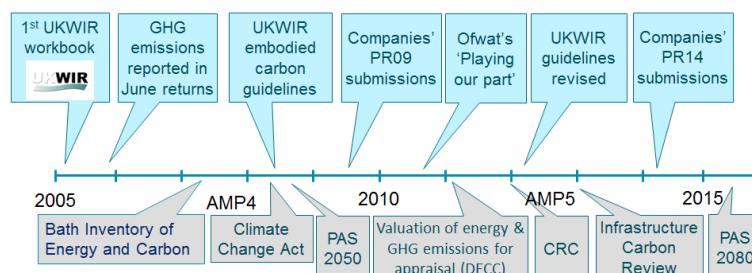 1st UKWIR
workbook
UKWIR
GHG
emissions
reported in
June returns
UKWIR
embodied
carbon
guidelines
Companies’
PR09
submissions
Ofwat’s
‘Playing
our part’
UKWIR
guidelines
revised
Companies’
PR14
submissions
2005
AMP4
2010
AMP5
2015
Bath Inventory of
Energy and Carbon
Climate
Change Act
PAS
2050
Valuation of energy &
GHG emissions for
appraisal (DECC)
CRC
Infrastructure
Carbon
Review
PAS
2080